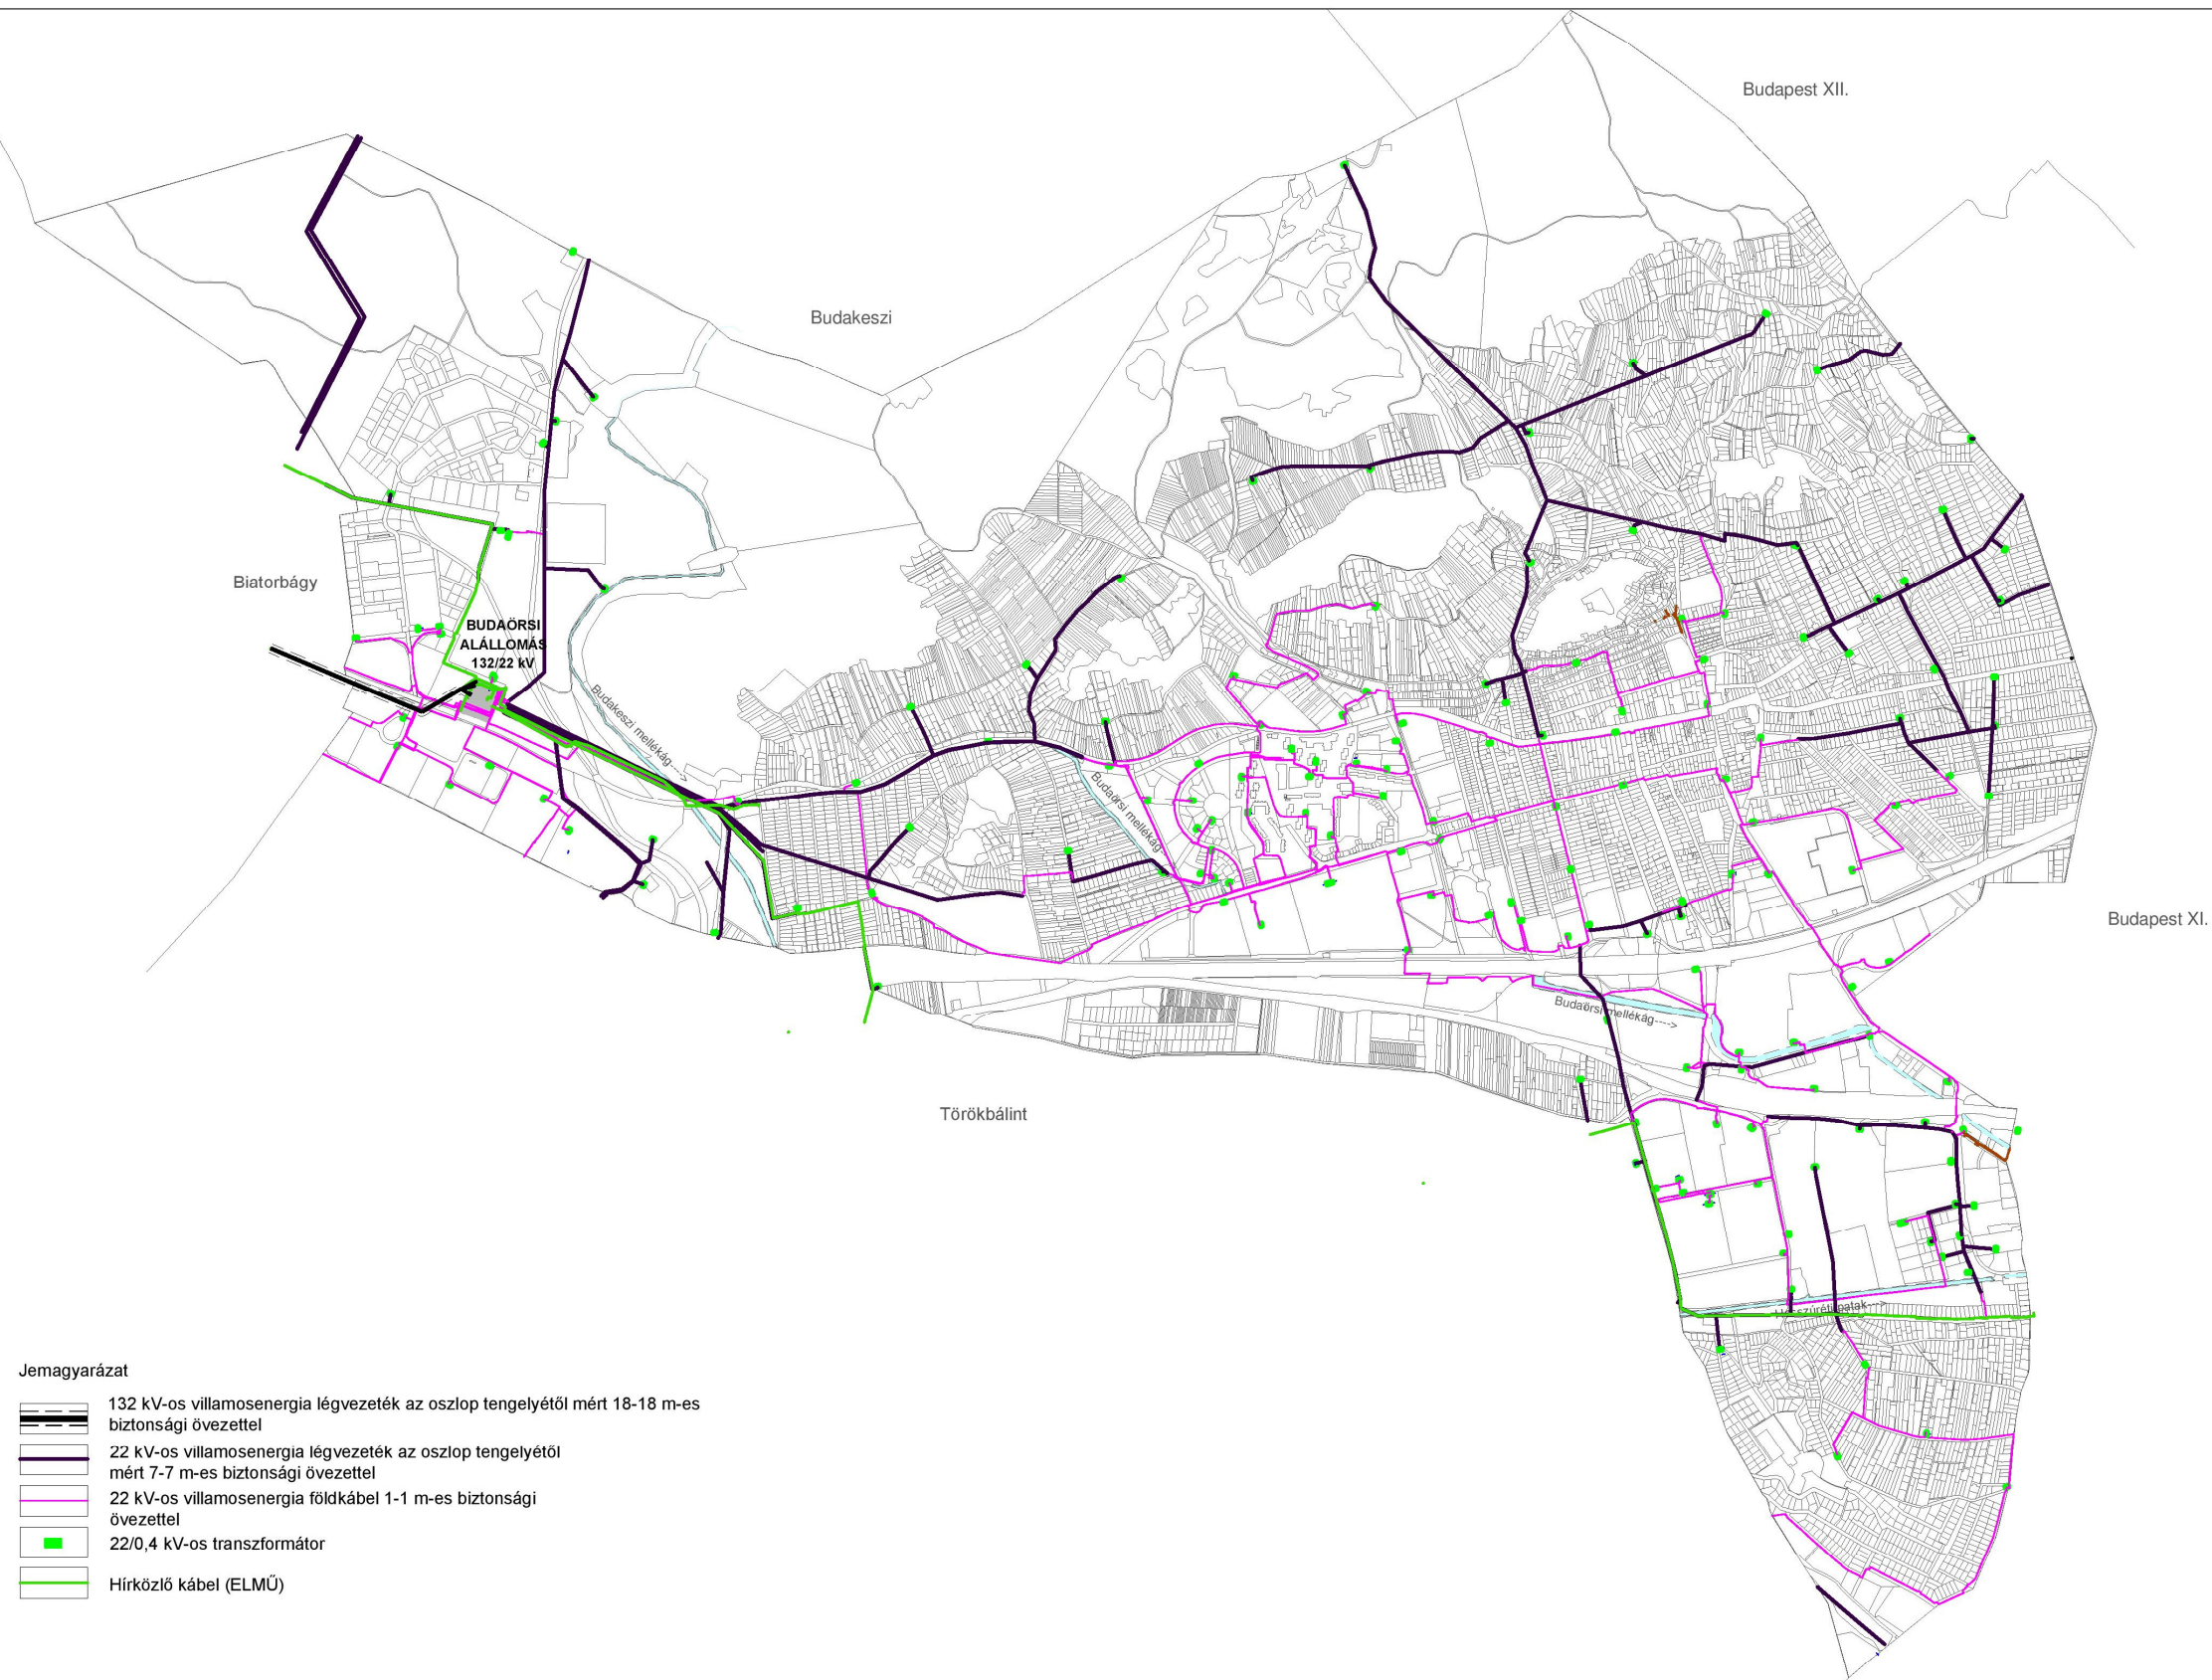 Budapest XII.
Budakeszi
Biatorbágy
BUDAÖRSI
ALÁLLOMÁS
132/22 kV
Budakeszi mellékág---->
Budaörsi mellékág
Budapest XI.
Budaörsi mellékág---->
Törökbálint
Jemagyarázat
132 kV-os villamosenergia légvezeték az oszlop tengelyétől mért 18-18 m-es
biztonsági övezettel
22 kV-os villamosenergia légvezeték az oszlop tengelyétől
mért 7-7 m-es biztonsági övezettel
22 kV-os villamosenergia földkábel 1-1 m-es biztonsági
övezettel
22/0,4 kV-os transzformátor
Hírközlő kábel (ELMŰ)